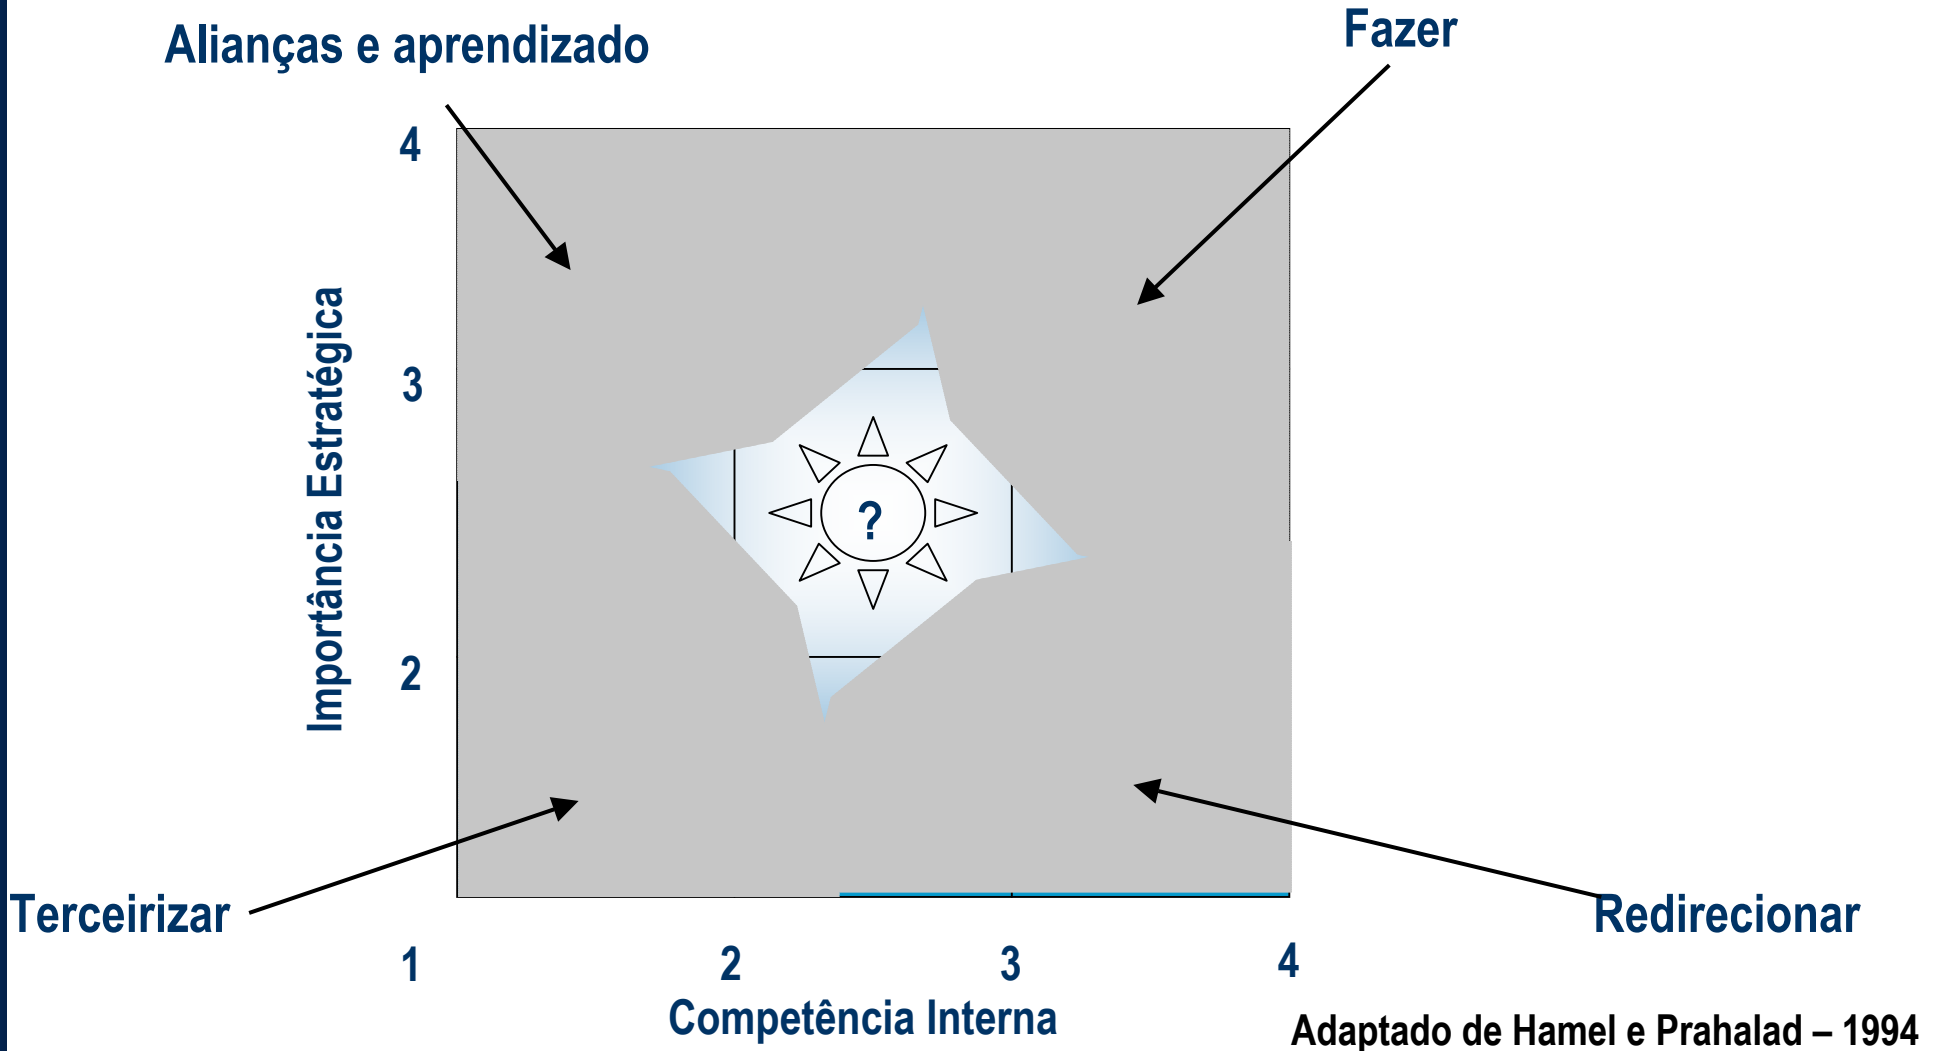 Alianças e aprendizado
Fazer
4
3
2
Importância Estratégica
?
Terceirizar
Redirecionar
1
2
3
4
Competência Interna
Adaptado de Hamel e Prahalad – 1994